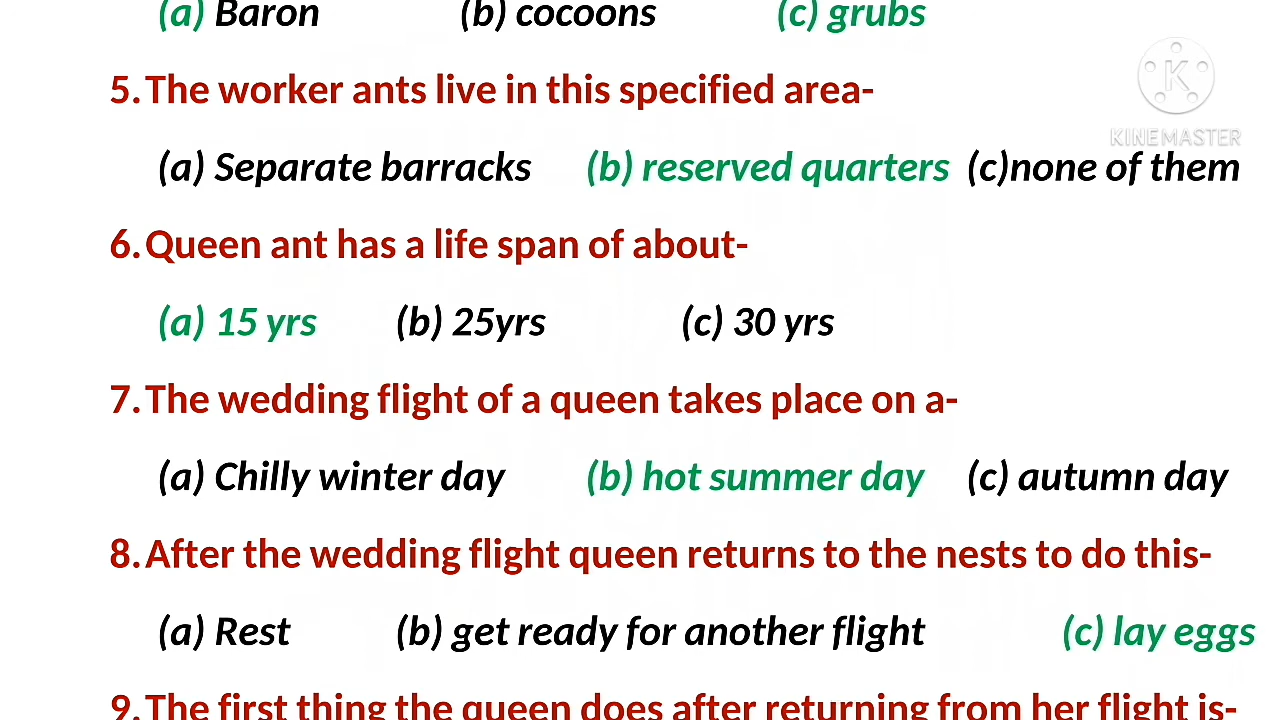 (a) Baron (b) cocoons (c) grubs
5. The worker ants live in this specified area-
K
KINEMASTER
(a) Separate barracks (b) reserved quarters (c)none of them
6. Queen ant has a life span of about-
(a) 15 yrs (b) 25yrs (c) 30 yrs
7. The wedding flight of a queen takes place on a-
(a) Chilly winter day (b) hot summer day (c) autumn day
8. After the wedding flight queen returns to the nests to do this-
(a) Rest (b) get ready for another flight (c) lay eggs
9. The first thing the queen does after returning from her flight is-